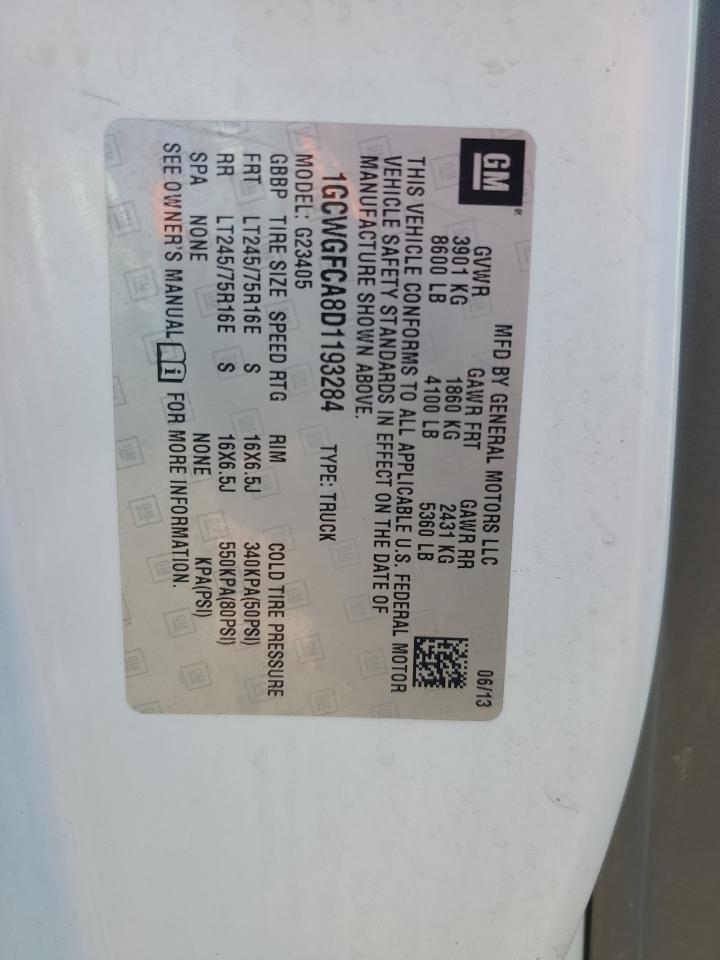 GM®
MFD BY GENERAL MOTORS LLC 06/13
GVWR GAWR FRT GAWR RR
3901 KG 1860 KG 2431 KG
8600 LB 4100 LB 5360 LB
THIS VEHICLE CONFORMS TO ALL APPLICABLE U.S. FEDERAL MOTOR
VEHICLE SAFETY STANDARDS IN EFFECT ON THE DATE OF
MANUFACTURE SHOWN ABOVE.
1GCWGFCA8D1193284 TYPE: TRUCK
MODEL: G23405
GBBP TIRE SIZE SPEED RTG RIM COLD TIRE PRESSURE
FRT LT245/75R16E S 16X6.5J 340KPA(50PSI)
RR LT245/75R16E S 16X6.5J 550KPA(80PSI)
SPA NONE NONE KPA(PSI)
SEE OWNER'S MANUAL i FOR MORE INFORMATION.